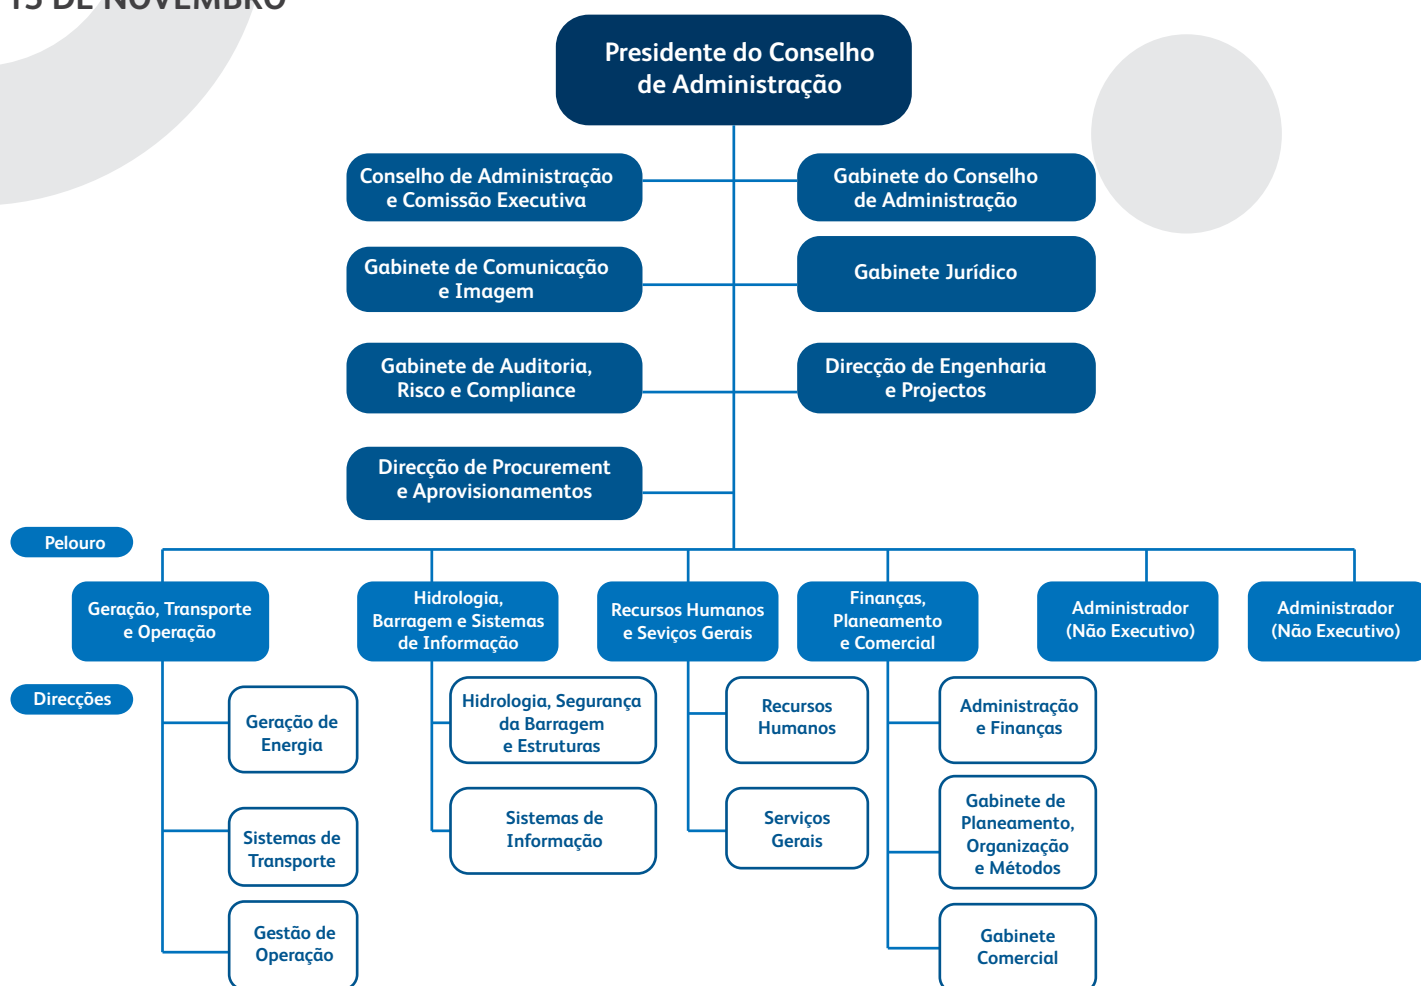 15 DE NOVEMBRO
Presidente do Conselho
de Administração
Conselho de Administração
e Comissão Executiva
Gabinete do Conselho
de Administração
Gabinete de Comunicação
e Imagem
Gabinete Jurídico
Gabinete de Auditoria,
Risco e Compliance
Direcção de Engenharia
e Projectos
Direcção de Procurement
e Aprovisionamentos
Pelouro
Geração, Transporte
e Operação
Hidrologia,
Barragem e Sistemas
de Informação
Recursos Humanos
e Seviços Gerais
Finanças,
Planeamento
e Comercial
Administrador
(Não Executivo)
Administrador
(Não Executivo)
Direcções
Geração de
Energia
Hidrologia, Segurança
da Barragem
e Estruturas
Recursos
Humanos
Administração
e Finanças
Sistemas de
Transporte
Sistemas de
Informação
Serviços
Gerais
Gabinete de
Planeamento,
Organização
e Métodos
Gestão de
Operação
Gabinete
Comercial